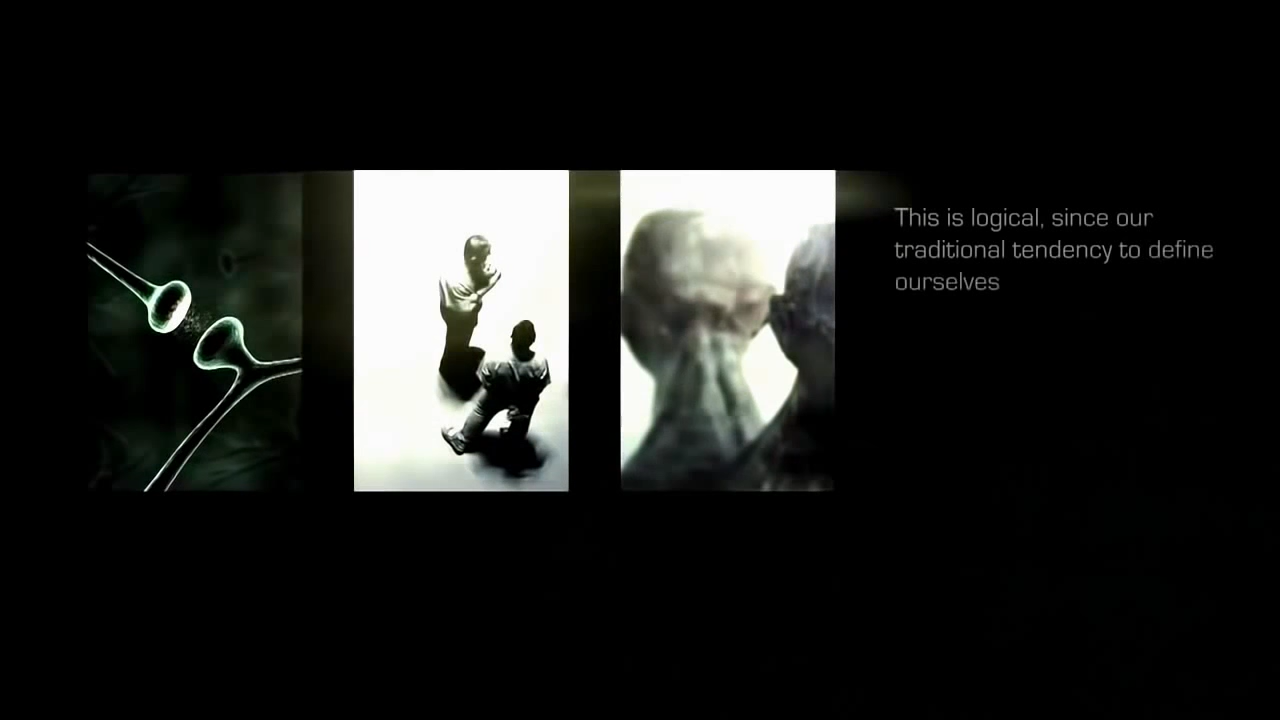 This is logical, since our
traditional tendency to define
ourselves